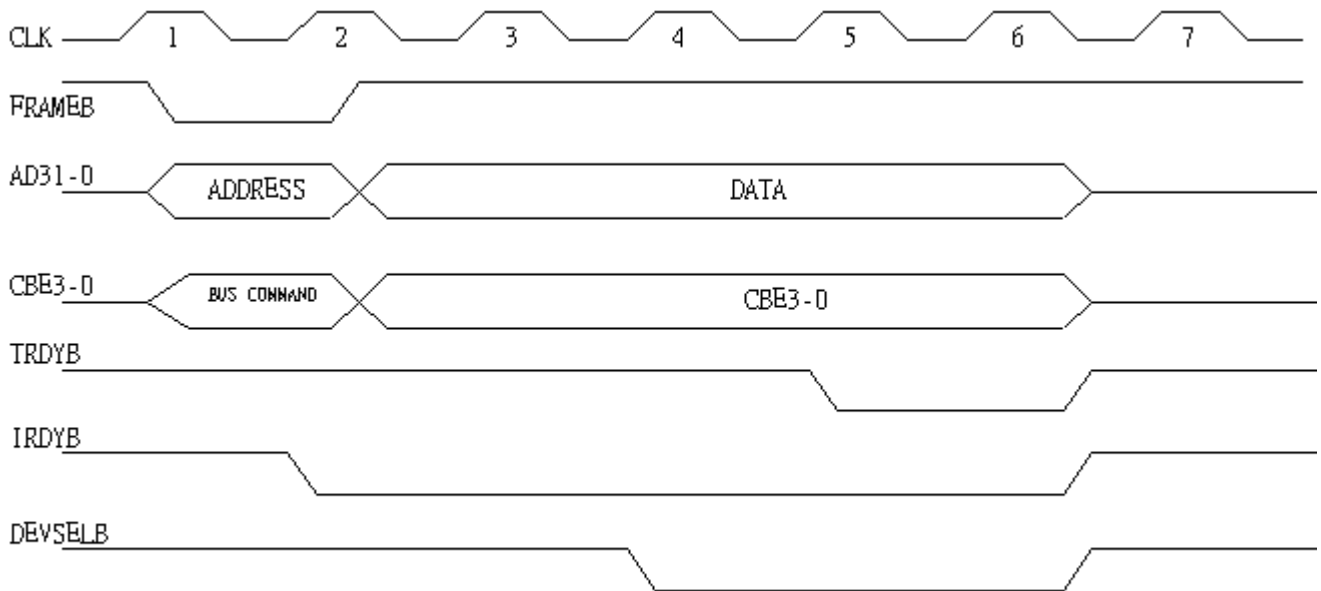 CLK 1 2 3 4 5 6 7
FRAMEB
AD31-0 ADDRESS DATA
CBE3-0 BUS COMMAND CBE3-0
TRDYB
IRDYB
DEVSELB